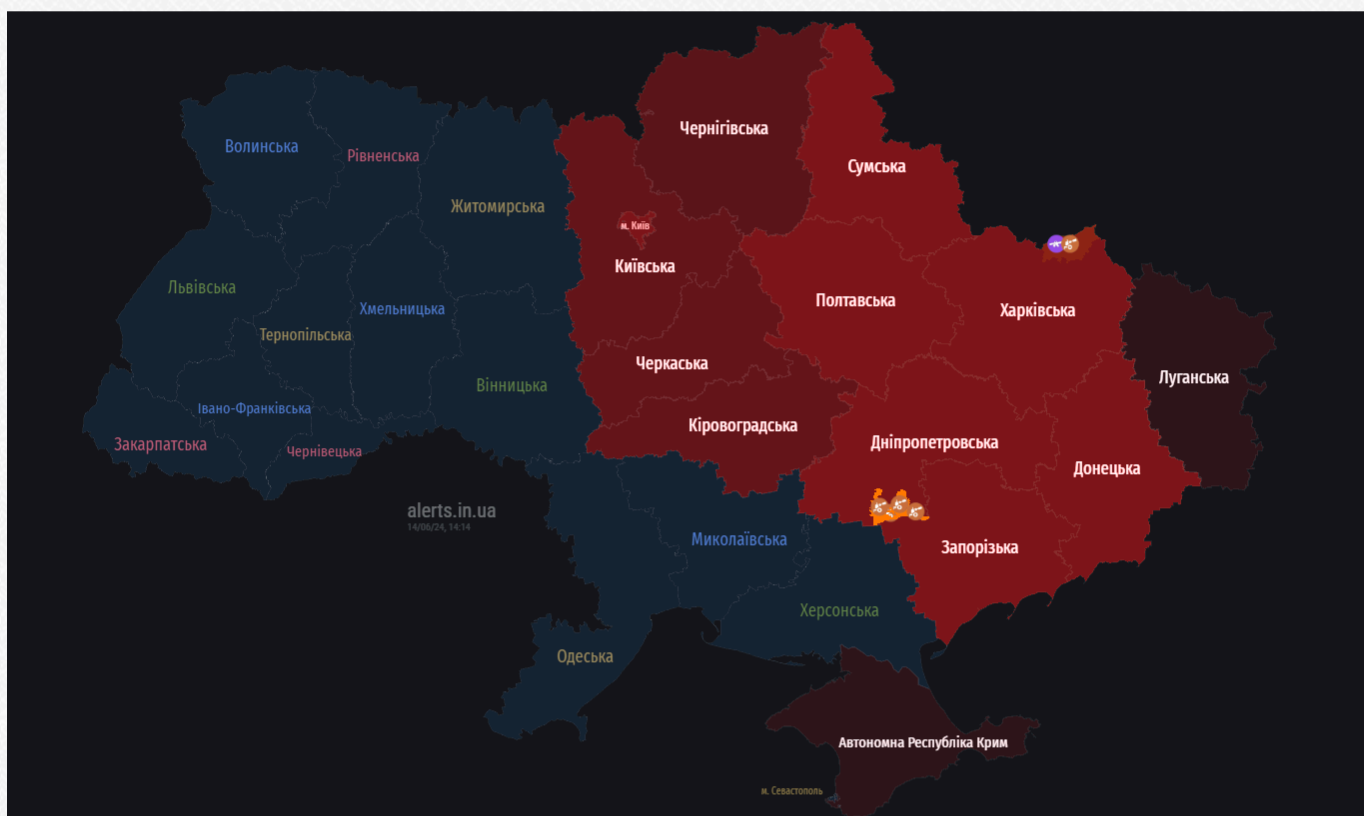 Чернігівська
Волинська
Рівненська
Сумська
Житомирська
м. Київ
Київська
Львівська
Полтавська
Хмельницька
Харківська
Тернопільська
Черкаська
Луганська
Вінницька
Івано-Франківська
Кіровоградська
Закарпатська
Дніпропетровська
Чернівецька
Донецька
alerts.in.ua
14/06/24, 14:14
Миколаївська
Запорізька
Херсонська
Одеська
Автономна Республіка Крим
м. Севастополь